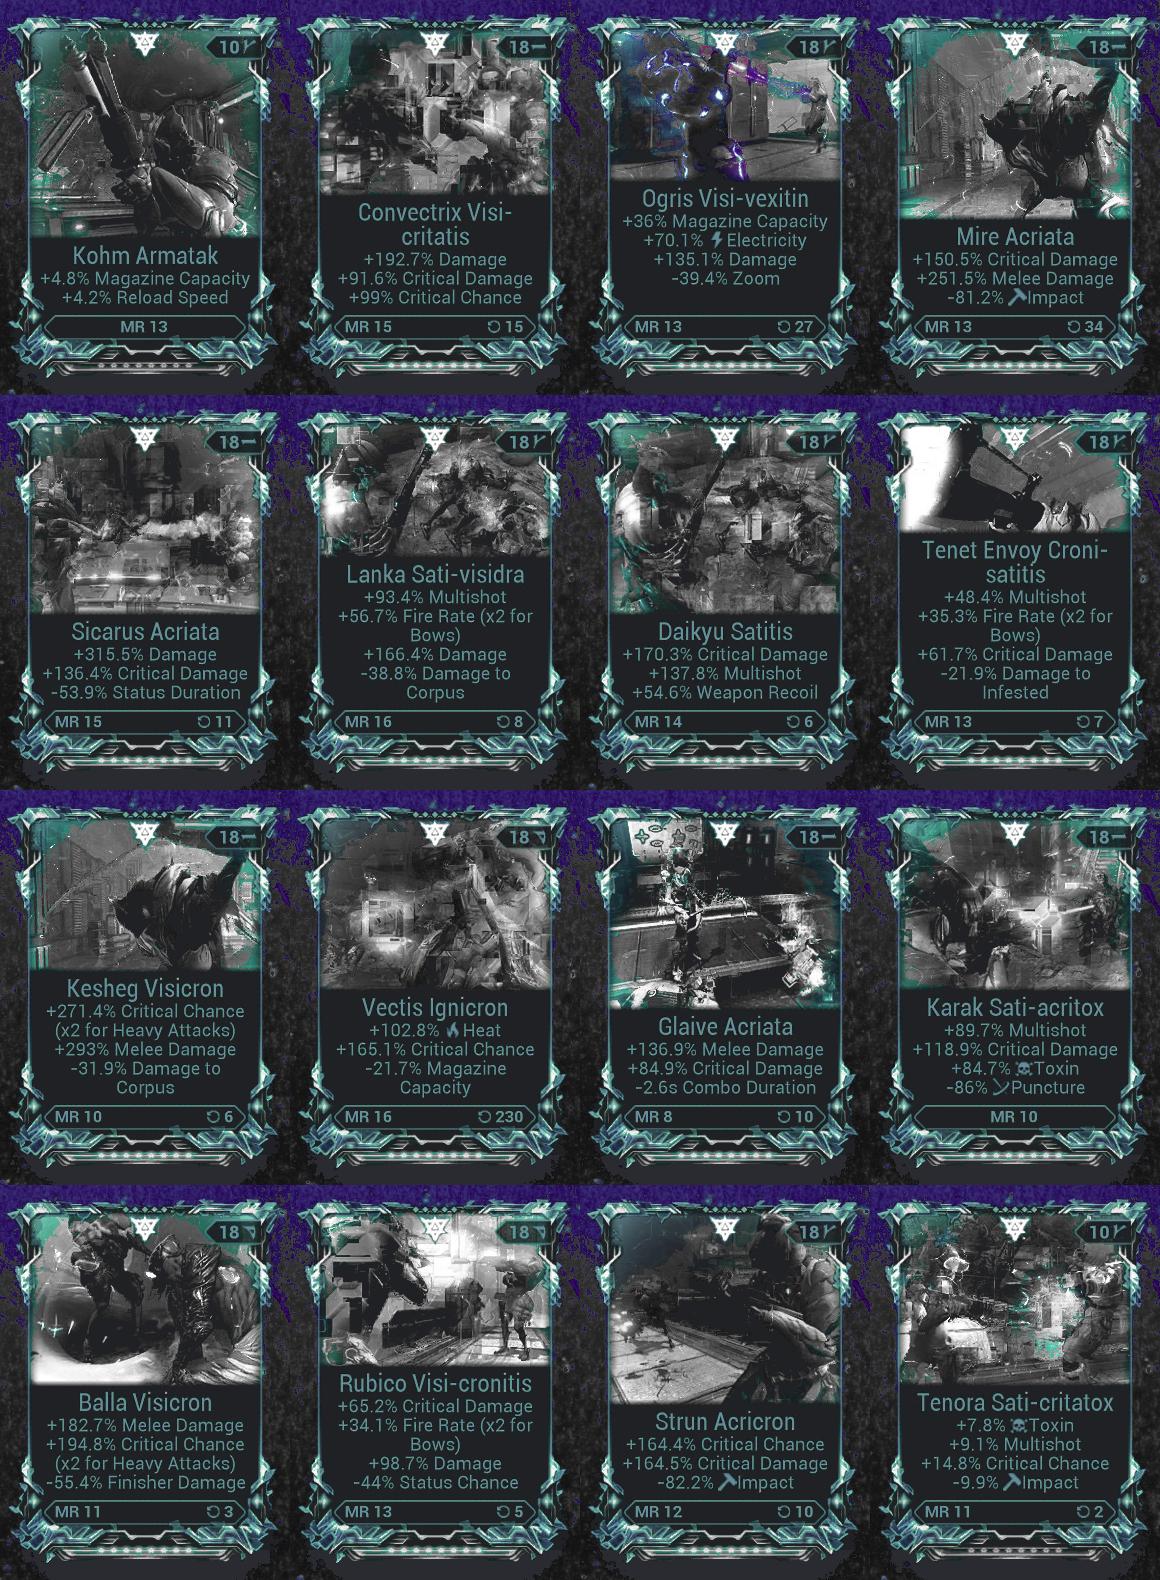 10
Kohm Armatak
+4.8% Magazine Capacity
+4.2% Reload Speed
MR 13
18
Convectrix Visi-
critatis
+192.7% Damage
+91.6% Critical Damage
+99% Critical Chance
MR 15 15
18
Ogris Visi-vexitin
+36% Magazine Capacity
+70.1% Electricity
+135.1% Damage
-39.4% Zoom
MR 13 27
18
Mire Acriata
+150.5% Critical Damage
+251.5% Melee Damage
-81.2% Impact
MR 13 34
18
Sicarus Acriata
+315.5% Damage
+136.4% Critical Damage
-53.9% Status Duration
MR 15 11
18
Lanka Sati-visidra
+93.4% Multishot
+56.7% Fire Rate (x2 for
Bows)
+166.4% Damage
-38.8% Damage to
Corpus
MR 16 8
18
Daikyu Satitis
+170.3% Critical Damage
+137.8% Multishot
+54.6% Weapon Recoil
MR 14 6
18
Tenet Envoy Croni-
satitis
+48.4% Multishot
+35.3% Fire Rate (x2 for
Bows)
+61.7% Critical Damage
-21.9% Damage to
Infested
MR 13 7
18
Kesheg Visicron
+271.4% Critical Chance
(x2 for Heavy Attacks)
+293% Melee Damage
-31.9% Damage to
Corpus
MR 10 6
18
Vectis Ignicron
+102.8% Heat
+165.1% Critical Chance
-21.7% Magazine
Capacity
MR 16 230
18
Glaive Acriata
+136.9% Melee Damage
+84.9% Critical Damage
-2.6s Combo Duration
MR 8 10
18
Karak Sati-acritox
+89.7% Multishot
+118.9% Critical Damage
+84.7% Toxin
-86% Puncture
MR 10
18
Balla Visicron
+182.7% Melee Damage
+194.8% Critical Chance
(x2 for Heavy Attacks)
-55.4% Finisher Damage
MR 11 3
18
Rubico Visi-cronitis
+65.2% Critical Damage
+34.1% Fire Rate (x2 for
Bows)
+98.7% Damage
-44% Status Chance
MR 13 5
18
Strun Acricron
+164.4% Critical Chance
+164.5% Critical Damage
-82.2% Impact
MR 12 10
10
Tenora Sati-critatox
+7.8% Toxin
+9.1% Multishot
+14.8% Critical Chance
-9.9% Impact
MR 11 2